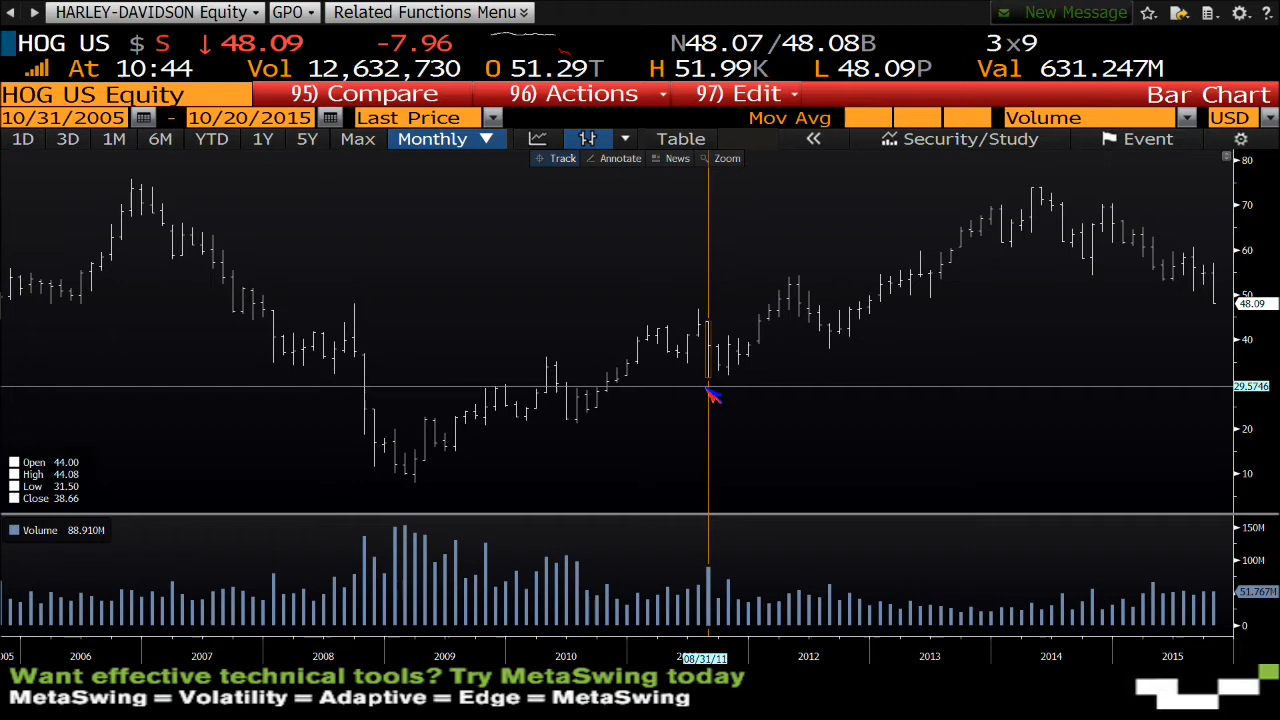 HARLEY-DAVIDSON Equity GPO Related Functions Menu New Message
HOG US $ S ↓ 48.09 -7.96 N48.07/48.08B 3x9
At 10:44 Vol 12,632,730 O 51.29T H 51.99K L 48.09P Val 631.247M
HOG US Equity 95) Compare 96) Actions 97) Edit Bar Chart
10/31/2005 - 10/20/2015 Last Price Mov Avg Volume USD
1D 3D 1M 6M YTD 1Y 5Y Max Monthly ▼ Table « Security/Study Event
Track Annotate News Zoom
80
70
60
50
48.09
40
29.5746
20
10
Open 44.00
High 44.08
Low 31.50
Close 38.66
Volume 88.910M
150M
100M
51.767M
0
2006 2007 2008 2009 2010 08/31/11 2012 2013 2014 2015
Want effective technical tools? Try MetaSwing today
MetaSwing = Volatility = Adaptive = Edge = MetaSwing